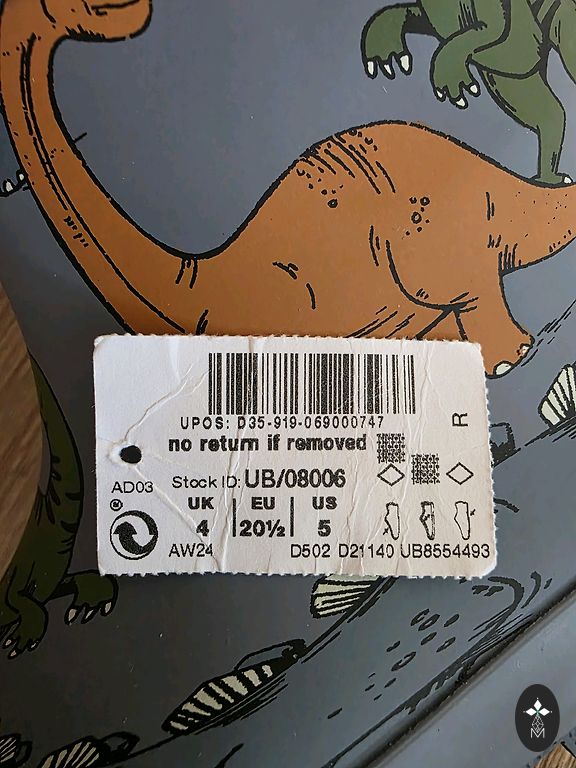 UPOS: D35-919-069000747
R
no return if removed
AD03
Stock ID: UB/08006
UK EU US
4 20½ 5
AW24 D502 D21140 UB8554493
M